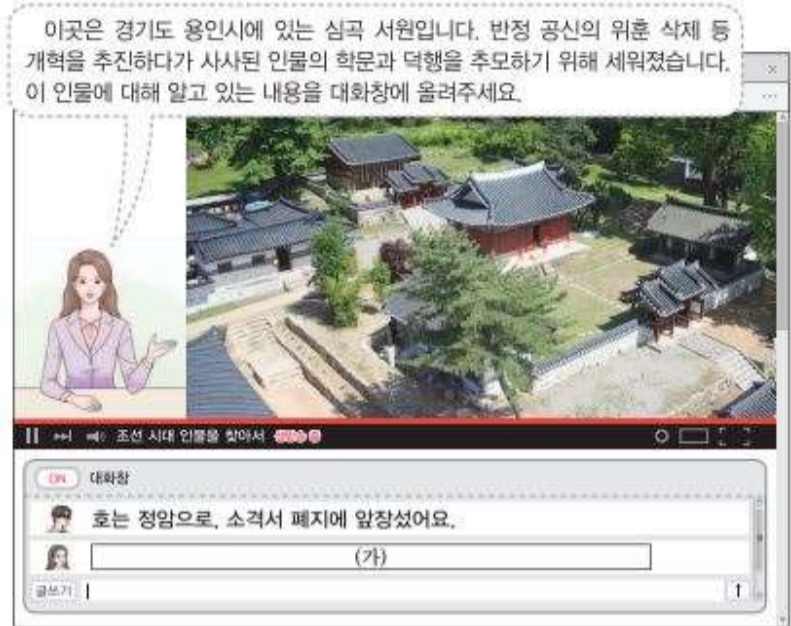 이곳은 경기도 용인시에 있는 심곡 서원입니다. 반정 공신의 위훈 삭제 등
개혁을 추진하다가 사사된 인물의 학문과 덕행을 추모하기 위해 세워졌습니다.
이 인물에 대해 알고 있는 내용을 대화창에 올려주세요.
조선 시대 인물을 찾아서
ON 대화창
호는 정암으로, 소격서 폐지에 앞장섰어요.
(가)
글쓰기